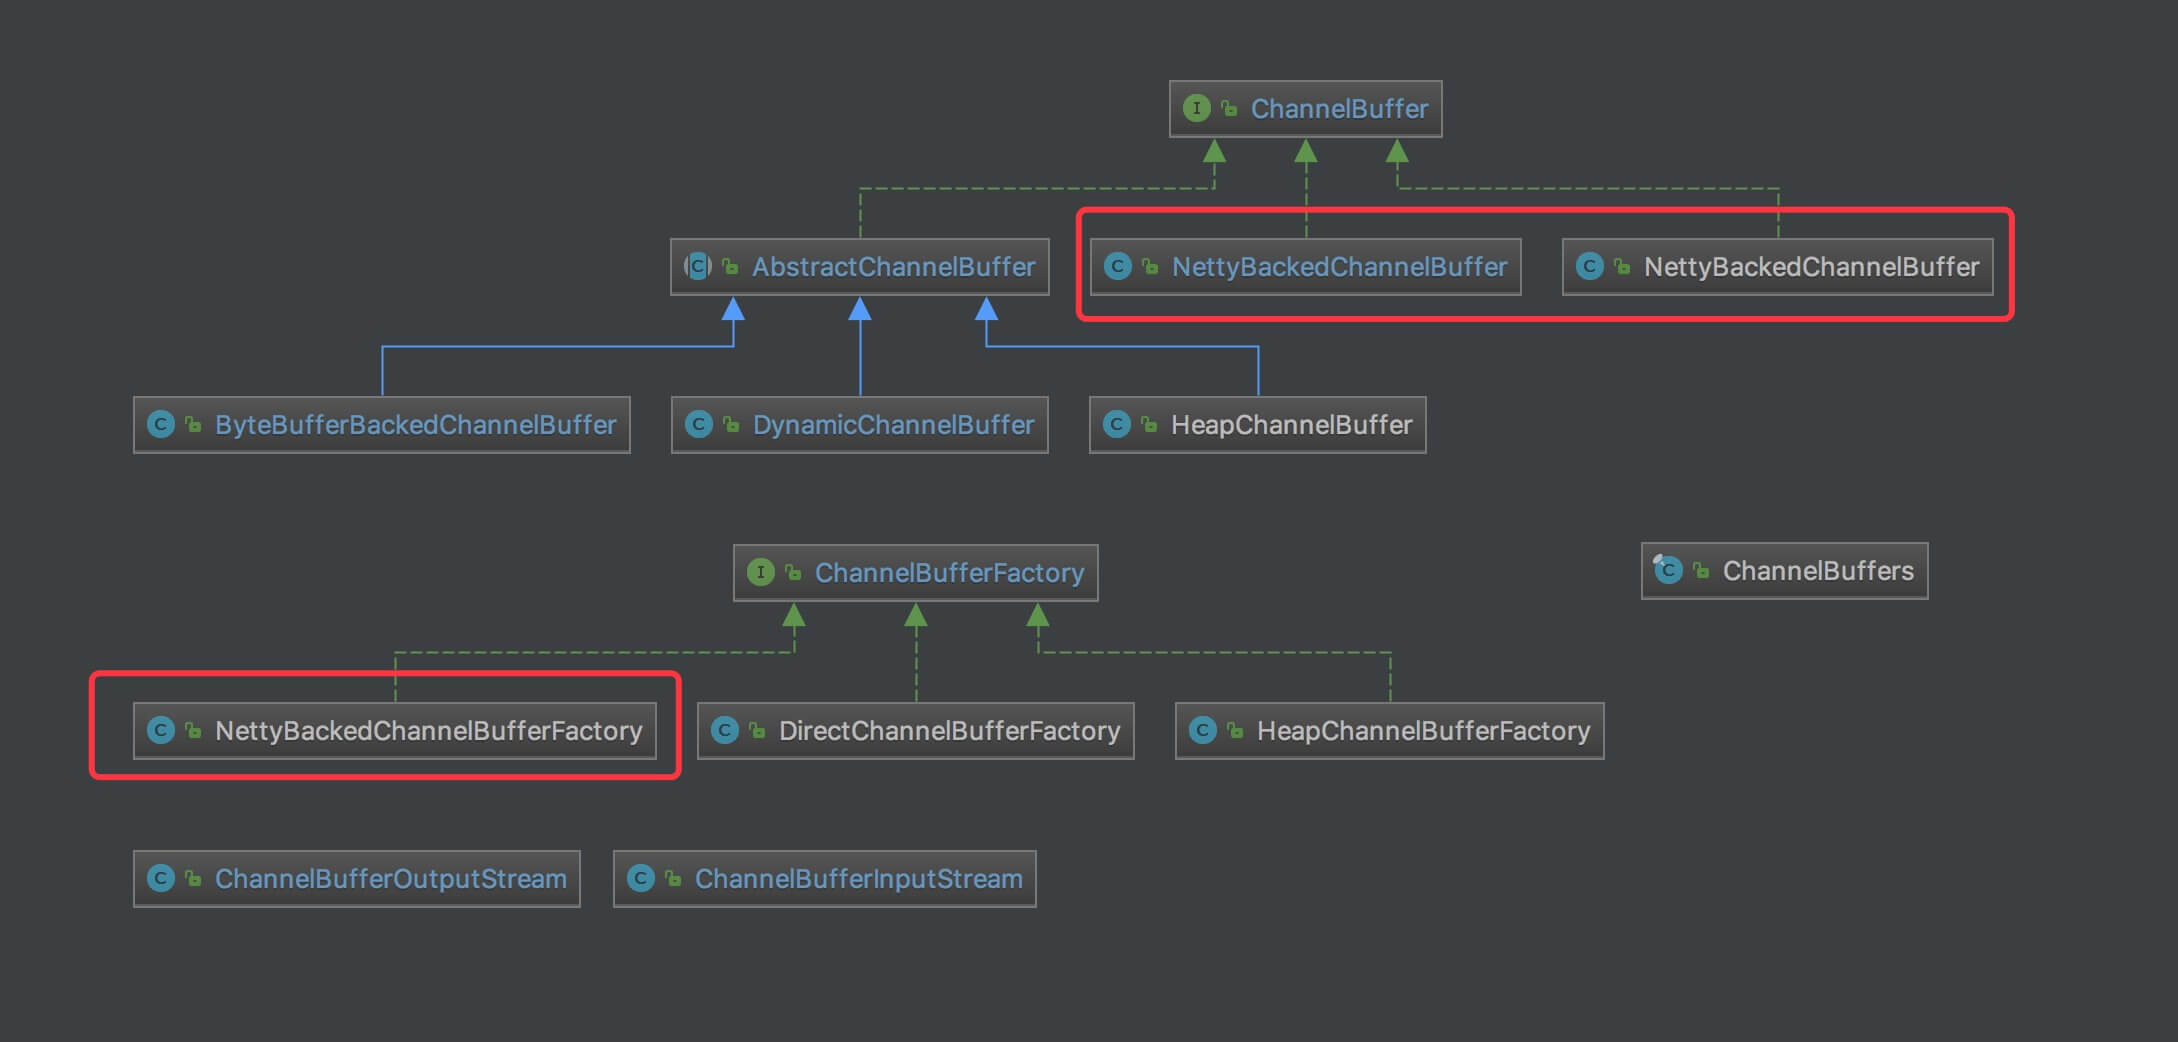 I ChannelBuffer
C AbstractChannelBuffer
C NettyBackedChannelBuffer
C NettyBackedChannelBuffer
C ByteBufferBackedChannelBuffer
C DynamicChannelBuffer
C HeapChannelBuffer
I ChannelBufferFactory
C ChannelBuffers
C NettyBackedChannelBufferFactory
C DirectChannelBufferFactory
C HeapChannelBufferFactory
C ChannelBufferOutputStream
C ChannelBufferInputStream